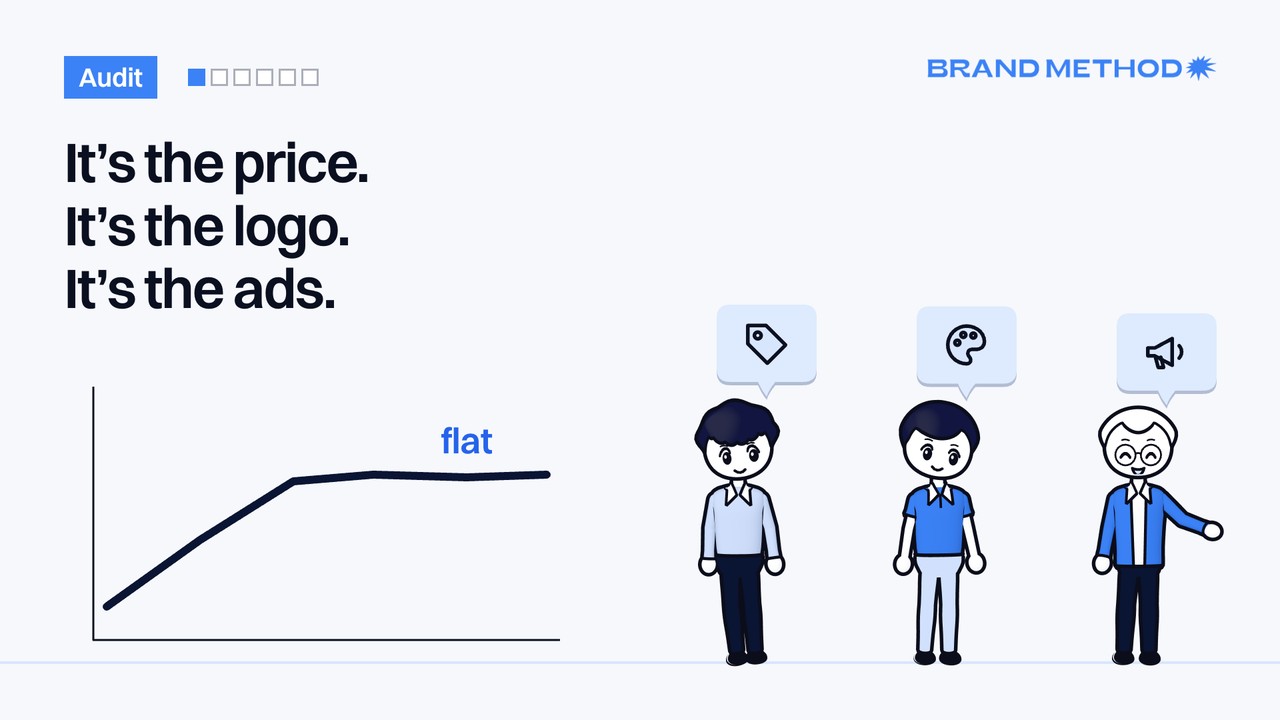 Audit
BRAND METHOD
It’s the price.
It’s the logo.
It’s the ads.
flat